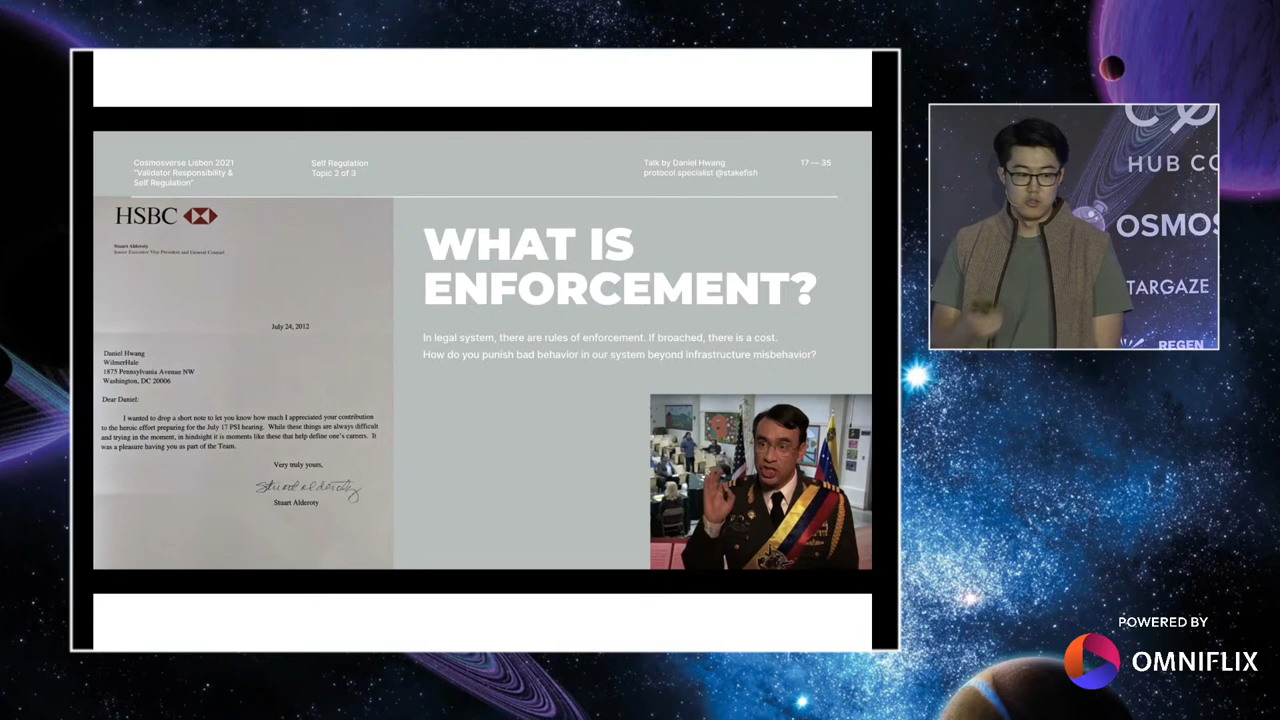 Cosmosverse Lisbon 2021
"Validator Responsibility &
Self Regulation"
Self Regulation
Topic 2 of 3
Talk by Daniel Hwang
protocol specialist @stakefish
17 — 35
HSBC
Stuart Alderoty
Senior Executive Vice President and General Counsel
July 24, 2012
Daniel Hwang
WilmerHale
1875 Pennsylvania Avenue NW
Washington, DC 20006
Dear Daniel:
I wanted to drop a short note to let you know how much I appreciated your contribution
to the heroic effort preparing for the July 17 PSI hearing. While these things are always difficult
and trying in the moment, in hindsight it is moments like these that help define one's careers. It
was a pleasure having you as part of the Team.
Very truly yours,
Stuart Alderoty
Stuart Alderoty
WHAT IS
ENFORCEMENT?
In legal system, there are rules of enforcement. If broached, there is a cost.
How do you punish bad behavior in our system beyond infrastructure misbehavior?
HUB CO
OSMOS
TARGAZE
REGEN
POWERED BY
OMNIFLIX